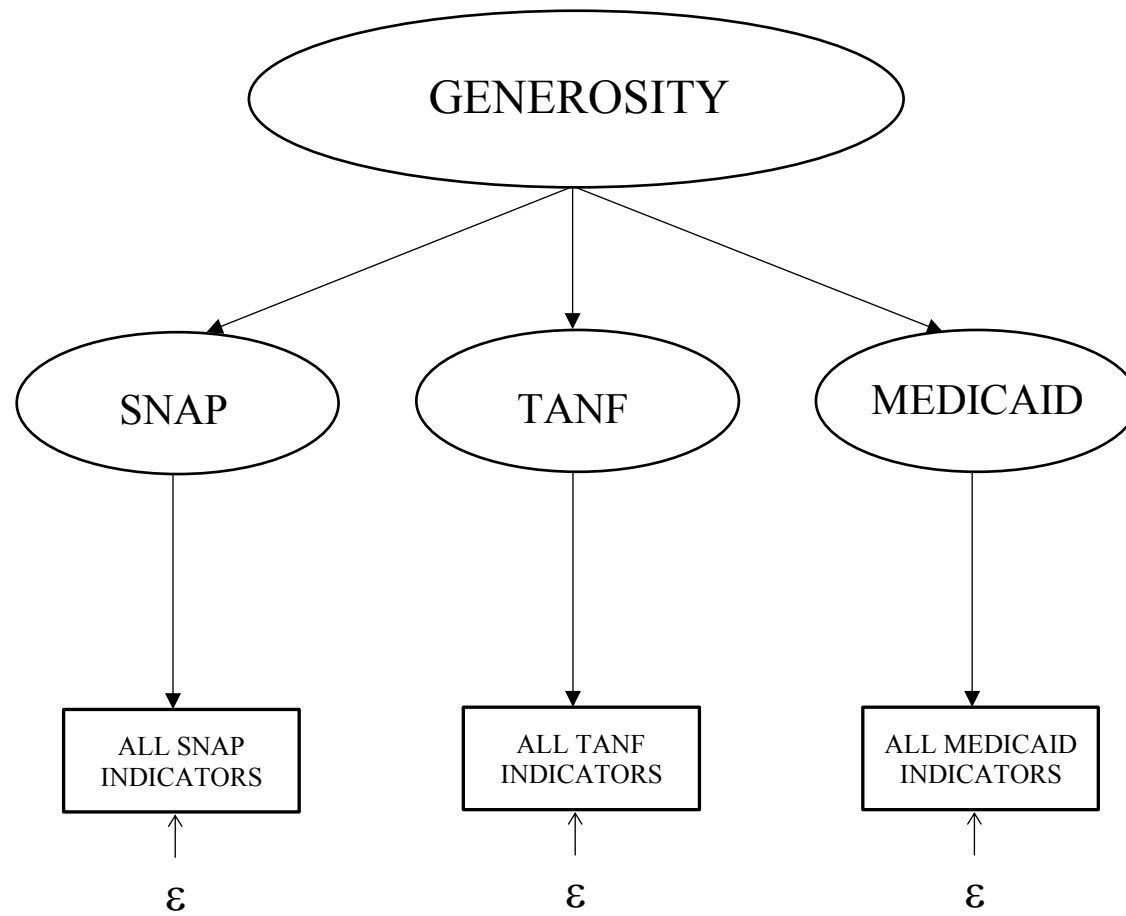 GENEROSITY
SNAP
TANF
MEDICAID
ALL SNAP
INDICATORS
ALL TANF
INDICATORS
ALL MEDICAID
INDICATORS
ε
ε
ε